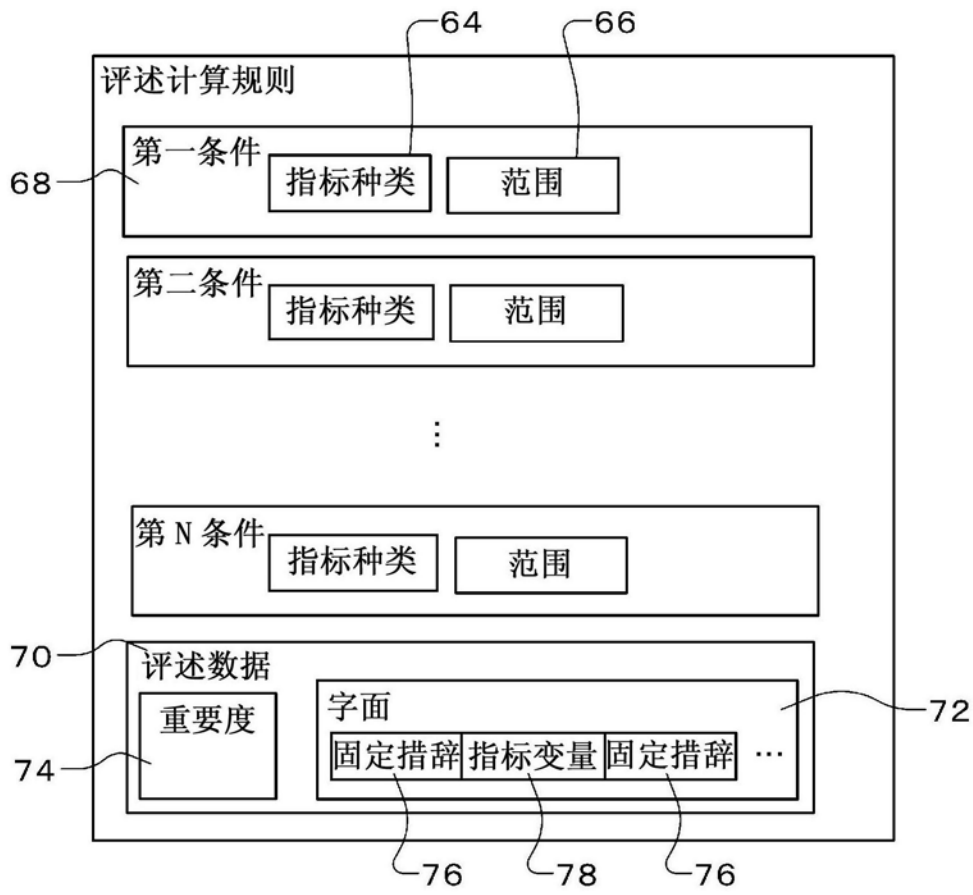 64 66
评述计算规则
第一条件
68
指标种类 范围
第二条件
指标种类 范围
⋮
第 N 条件
指标种类 范围
70
评述数据
重要度
字面
72
74
固定措辞 指标变量 固定措辞 ⋯
76 78 76